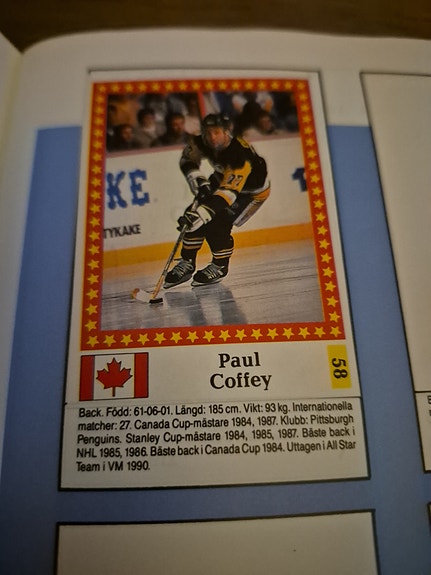 KE
TYKAKE
77
Paul
Coffey
58
Back. Född: 61-06-01. Längd: 185 cm. Vikt: 93 kg. Internationella
matcher: 27. Canada Cup-mästare 1984, 1987. Klubb: Pittsburgh
Penguins. Stanley Cup-mästare 1984, 1985, 1987. Bäste back i
NHL 1985, 1986. Bäste back i Canada Cup 1984. Uttagen i All Star
Team i VM 1990.